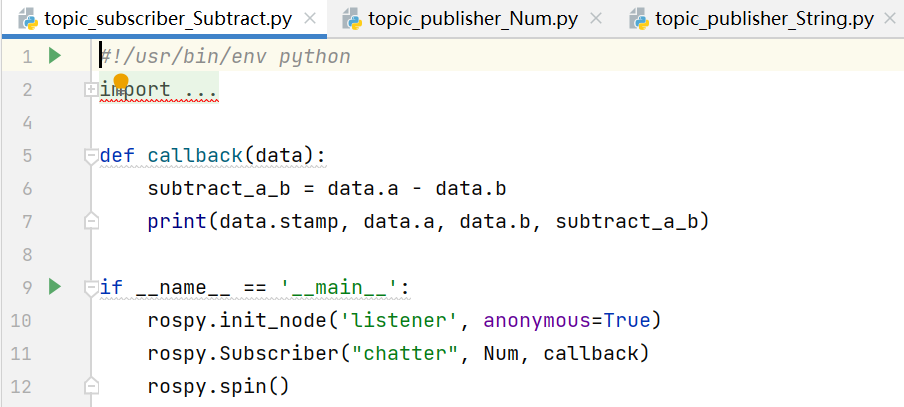 topic_subscriber_Subtract.py topic_publisher_Num.py topic_publisher_String.py
1 #!/usr/bin/env python
2 import ...
4
5 def callback(data):
6     subtract_a_b = data.a - data.b
7     print(data.stamp, data.a, data.b, subtract_a_b)
8
9 if __name__ == '__main__':
10     rospy.init_node('listener', anonymous=True)
11     rospy.Subscriber("chatter", Num, callback)
12     rospy.spin()